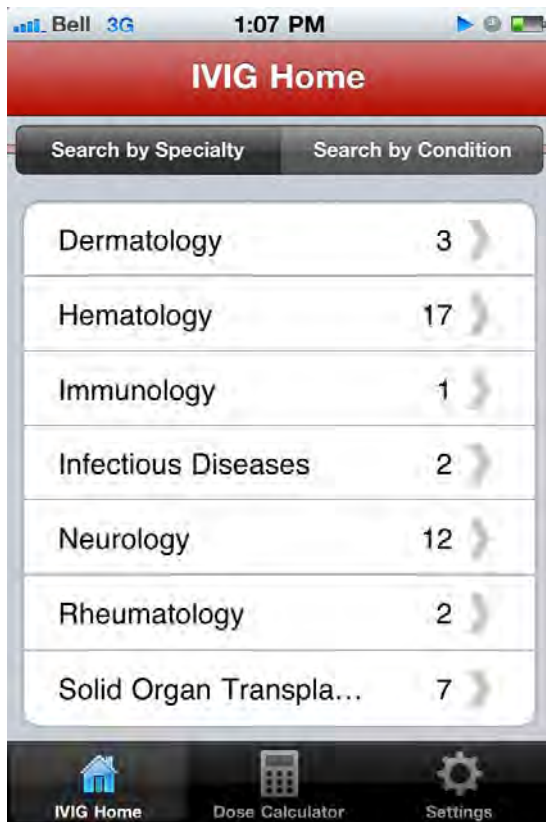 Bell 3G 1:07 PM
IVIG Home
Search by Specialty Search by Condition
Dermatology 3
Hematology 17
Immunology 1
Infectious Diseases 2
Neurology 12
Rheumatology 2
Solid Organ Transpla... 7
IVIG Home Dose Calculator Settings